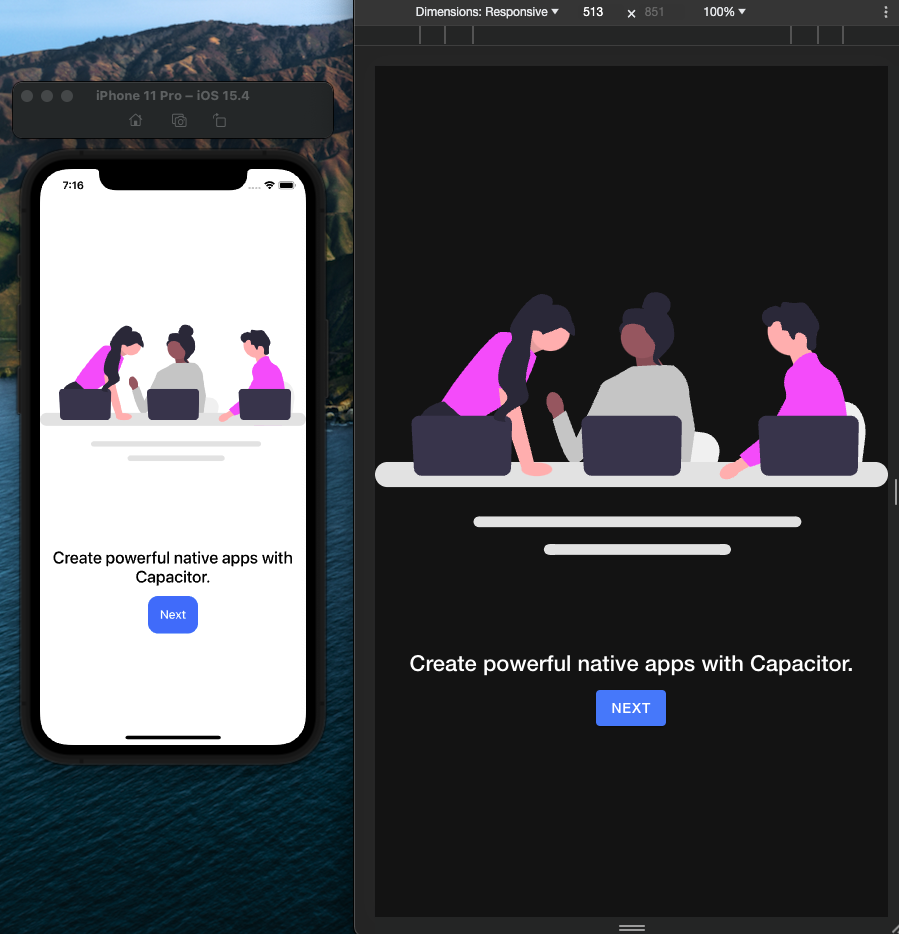 Dimensions: Responsive 513 × 851 100%
iPhone 11 Pro – iOS 15.4
7:16
Create powerful native apps with
Capacitor.
Next
Create powerful native apps with Capacitor.
NEXT